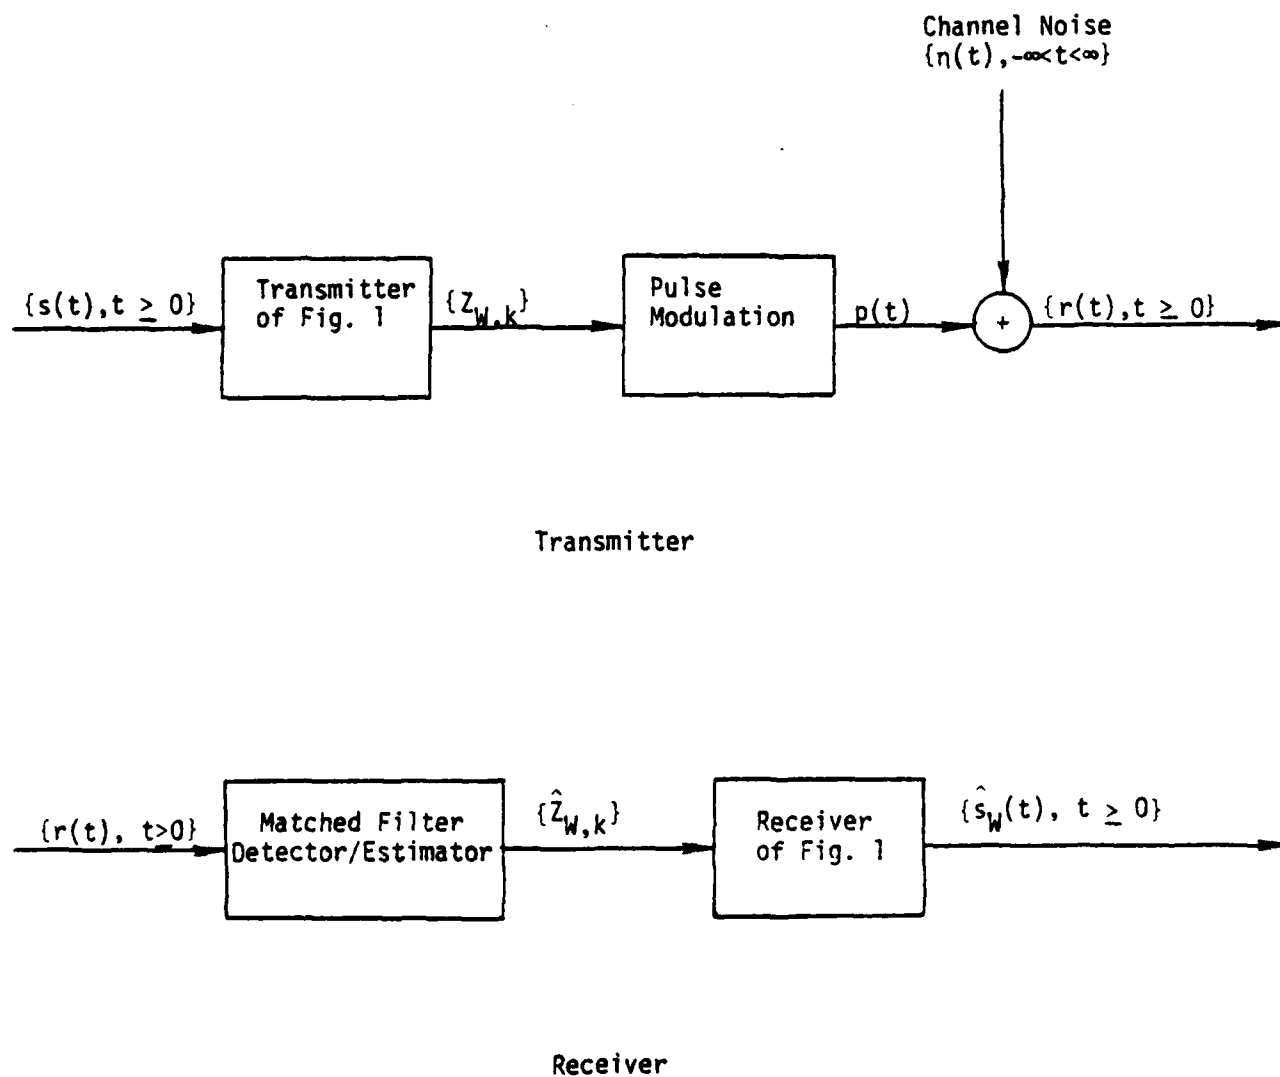 Channel Noise
{η(t),-∞<t<∞}
{s(t),t ≥ 0}
Transmitter
of Fig. 1
{Z_W,k}
Pulse
Modulation
p(t)
+
{r(t),t ≥ 0}
Transmitter
{r(t), t≥0}
Matched Filter
Detector/Estimator
{Ẑ_W,k}
Receiver
of Fig. 1
{ŝ_W(t), t ≥ 0}
Receiver